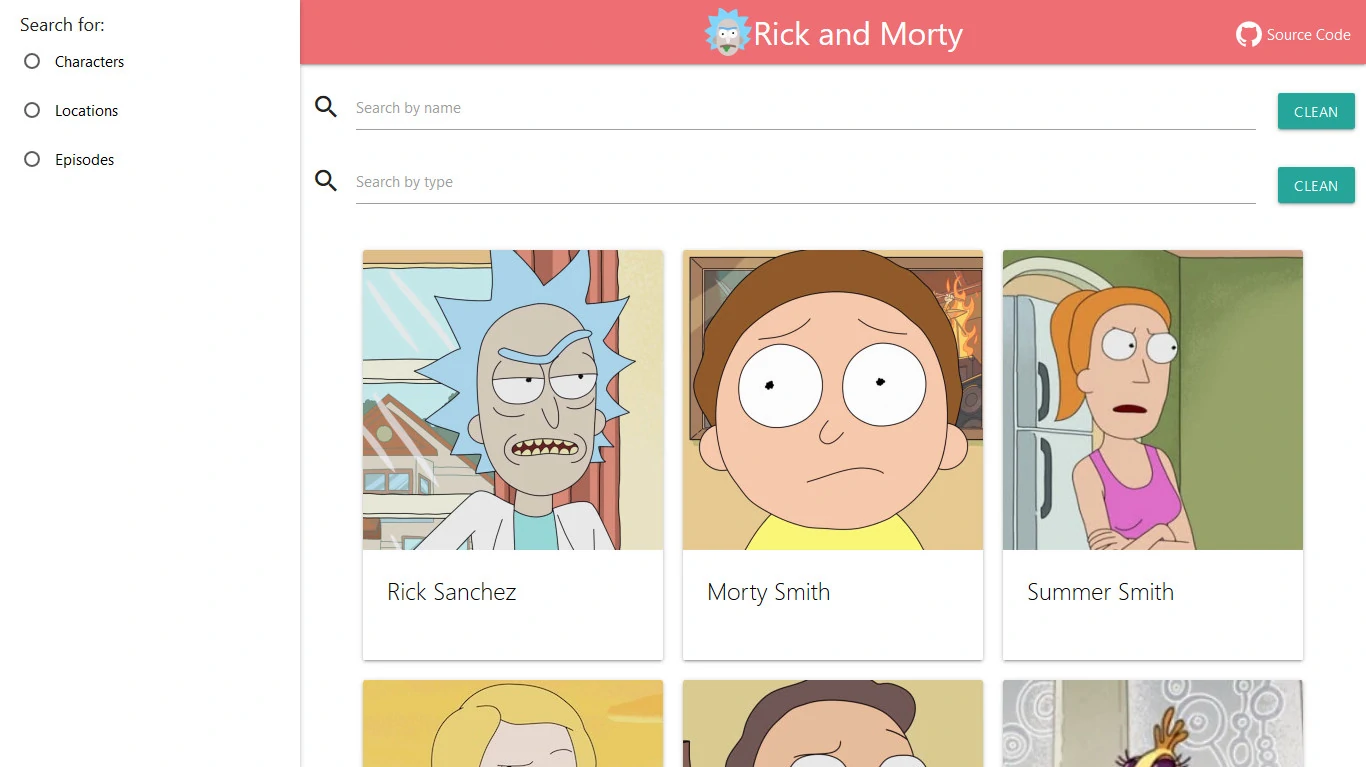 Search for:
Characters
Locations
Episodes
Rick and Morty
Source Code
Search by name
CLEAN
Search by type
CLEAN
Rick Sanchez
Morty Smith
Summer Smith